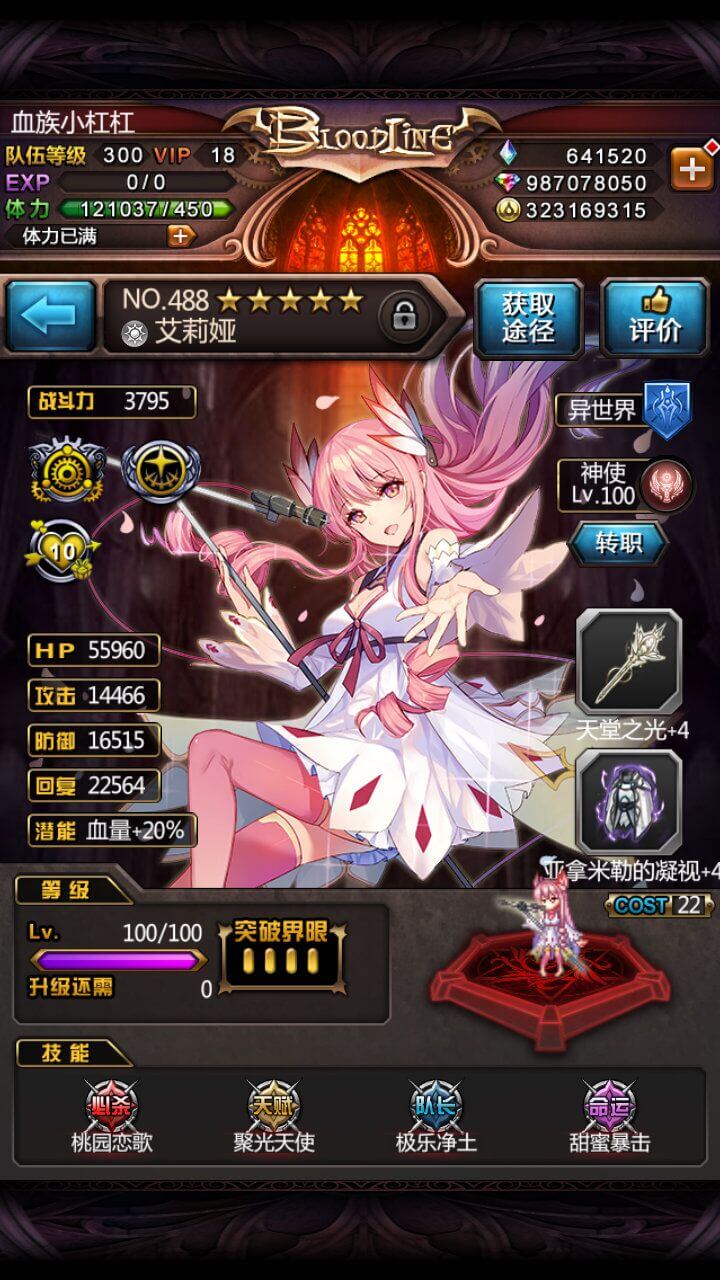 血族小杠杠
BLOODLINE
队伍等级 300 VIP 18
641520
EXP 0/0
987078050
体力 121037/450
323169315
体力已满
NO.488
艾莉娅
获取
途径
评价
战斗力 3795
异世界
神使
Lv.100
转职
10
HP 55960
攻击 14466
防御 16515
回复 22564
潜能 血量+20%
天堂之光+4
亚拿米勒的凝视+4
COST 22
等级
Lv. 100/100
突破界限
升级还需 0
技能
必杀 天赋 队长 命运
桃园恋歌 聚光天使 极乐净土 甜蜜暴击